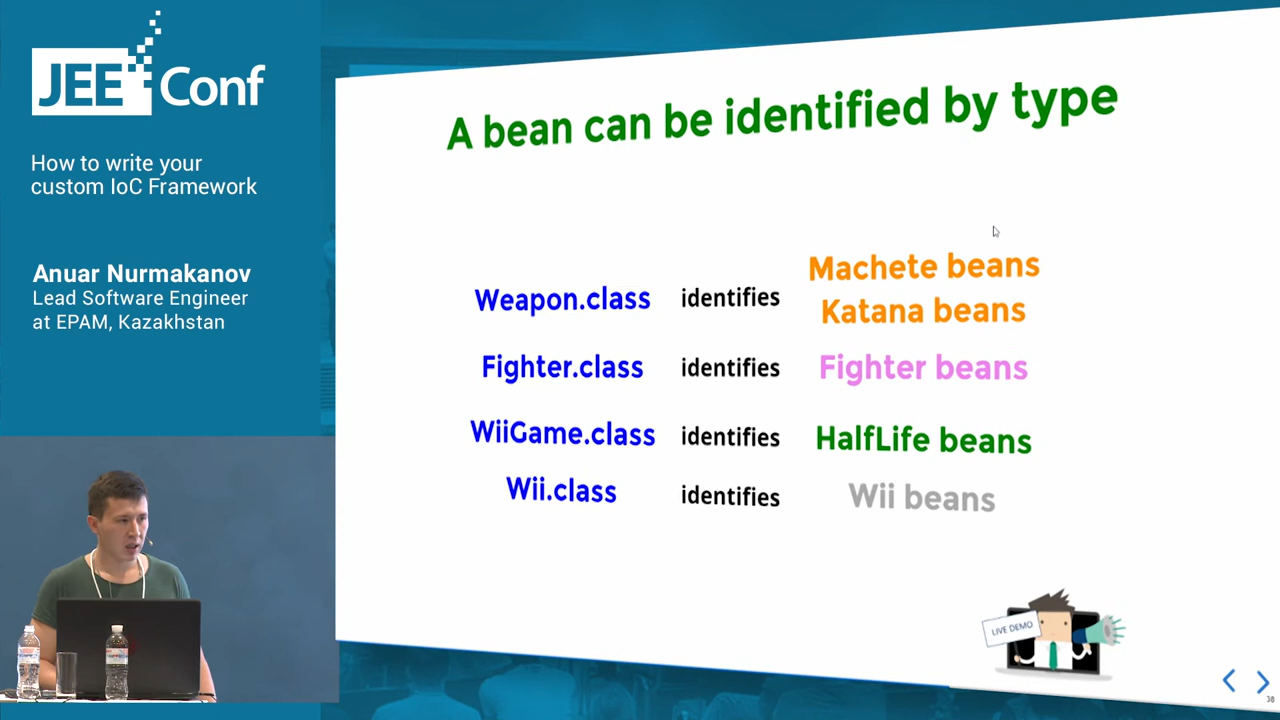 JEE Conf
How to write your
custom IoC Framework
Anuar Nurmakanov
Lead Software Engineer
at EPAM, Kazakhstan
A bean can be identified by type
Weapon.class identifies Machete beans
Katana beans
Fighter.class identifies Fighter beans
WiiGame.class identifies HalfLife beans
Wii.class identifies Wii beans
LIVE DEMO
38